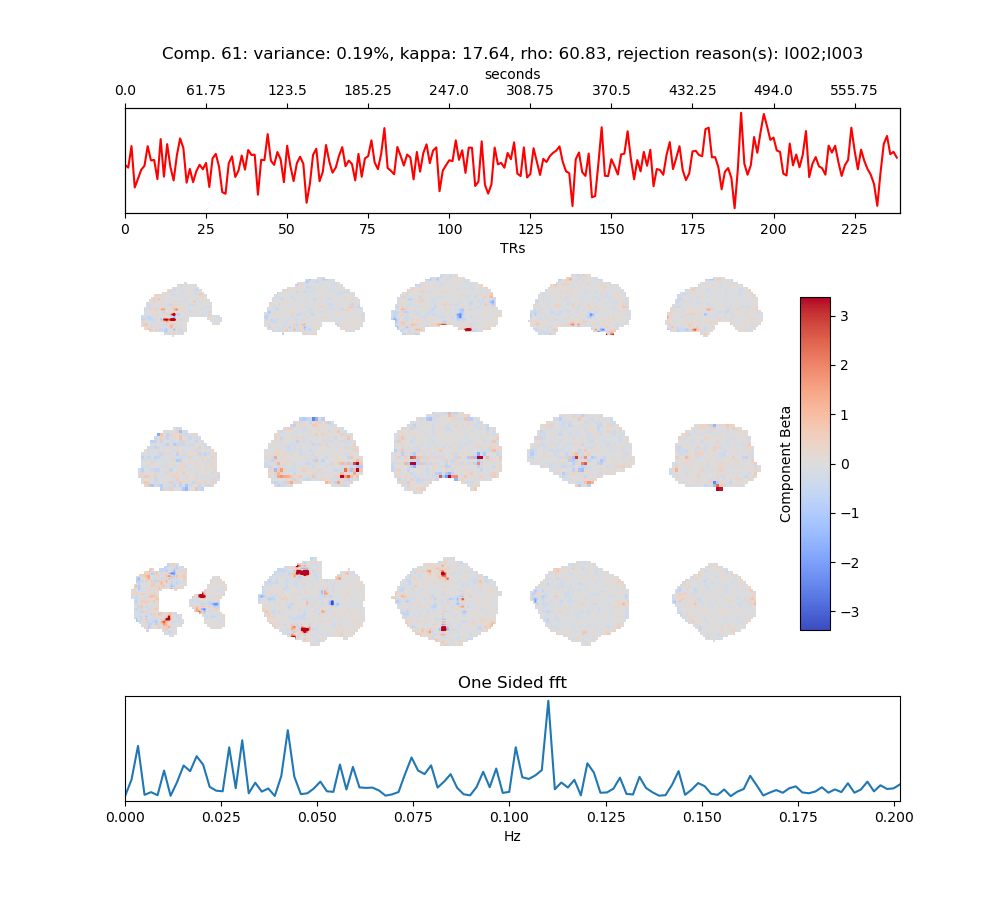 Comp. 61: variance: 0.19%, kappa: 17.64, rho: 60.83, rejection reason(s): I002;I003
seconds
0.0 61.75 123.5 185.25 247.0 308.75 370.5 432.25 494.0 555.75
0 25 50 75 100 125 150 175 200 225
TRs
3
2
1
0
−1
−2
−3
Component Beta
One Sided fft
0.000 0.025 0.050 0.075 0.100 0.125 0.150 0.175 0.200
Hz